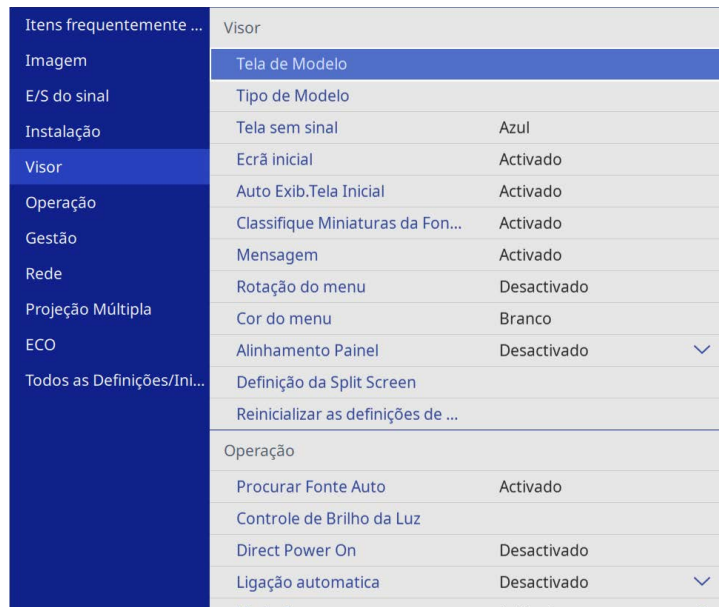 Itens frequentemente ...
Imagem
E/S do sinal
Instalação
Visor
Operação
Gestão
Rede
Projeção Múltipla
ECO
Todos as Definições/Ini...
Visor
Tela de Modelo
Tipo de Modelo
Tela sem sinal Azul
Ecrã inicial Activado
Auto Exib.Tela Inicial Activado
Classifique Miniaturas da Fon... Activado
Mensagem Activado
Rotação do menu Desactivado
Cor do menu Branco
Alinhamento Painel Desactivado
Definição da Split Screen
Reinicializar as definições de ...
Operação
Procurar Fonte Auto Activado
Controle de Brilho da Luz
Direct Power On Desactivado
Ligação automatica Desactivado